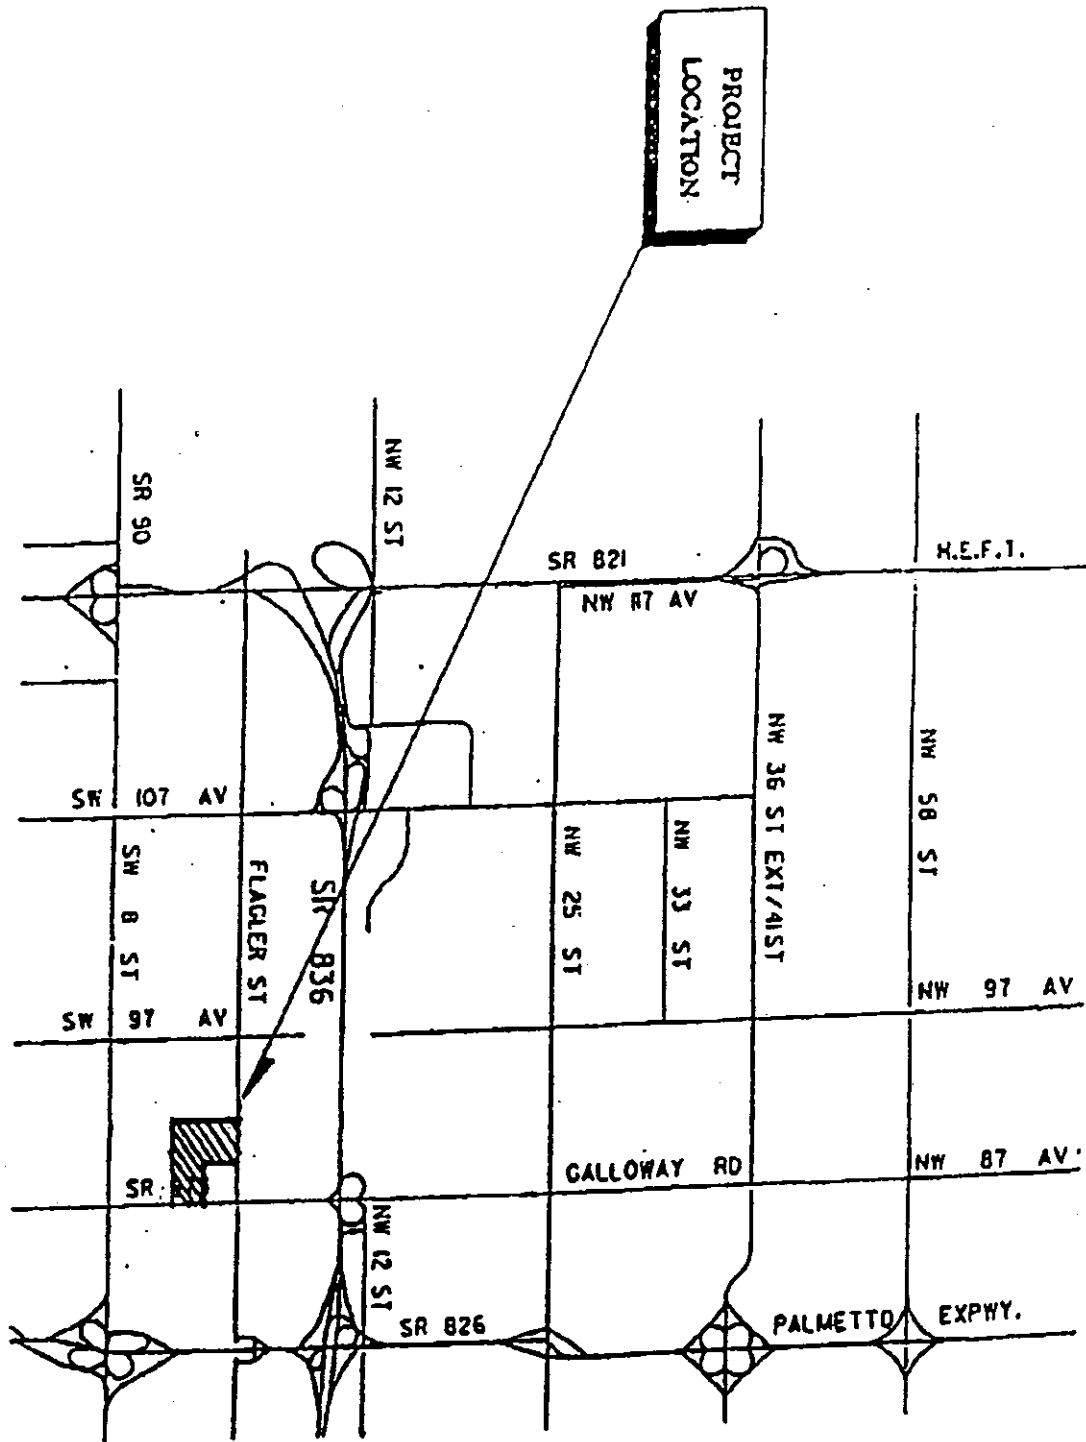 PROJECT
LOCATION
SR 90
NW 12 ST
SR 821
H.E.F.T.
NW 117 AV
NW 36 ST EXT/41ST
NW 58 ST
SW 107 AV
SW 8 ST
FLAGLER ST
SR 836
NW 25 ST
NW 33 ST
SW 97 AV
NW 97 AV
SR
GALLOWAY RD
NW 87 AV
NW 12 ST
SR 826
PALMETTO EXPWY.